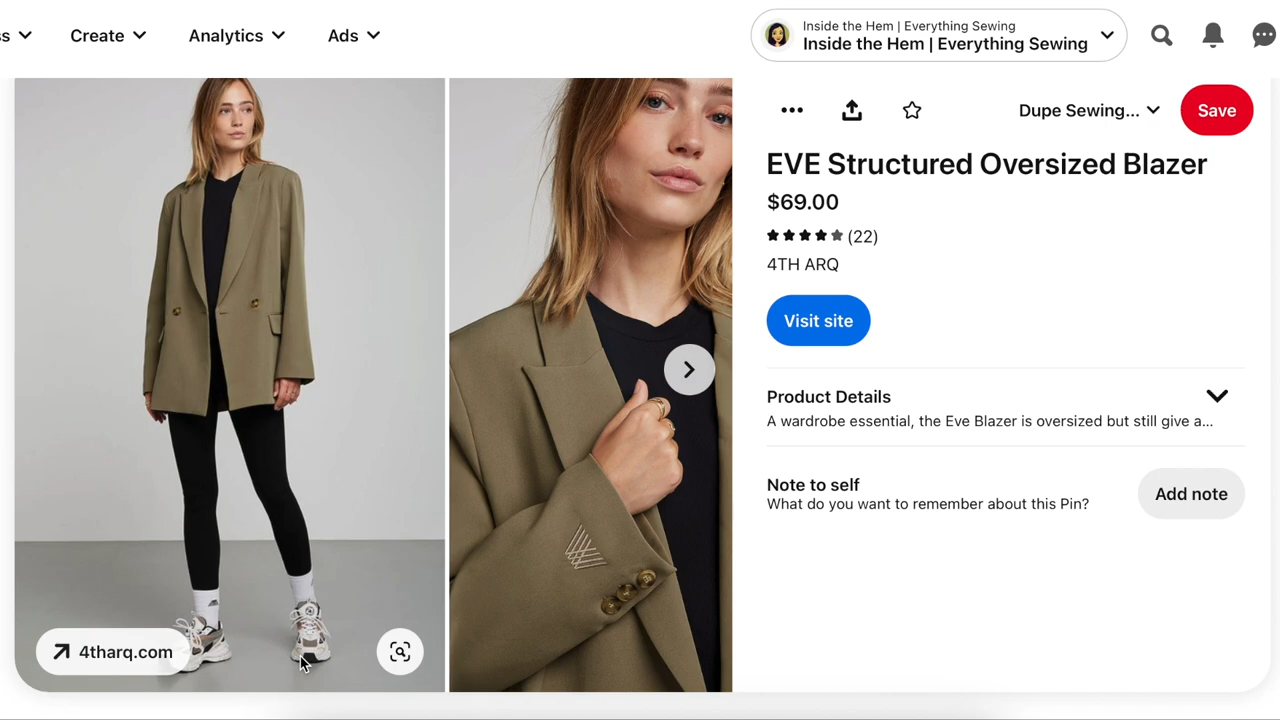 s
Create
Analytics
Ads
Inside the Hem | Everything Sewing
Inside the Hem | Everything Sewing
Dupe Sewing...
Save
EVE Structured Oversized Blazer
$69.00
(22)
4TH ARQ
Visit site
Product Details
A wardrobe essential, the Eve Blazer is oversized but still give a...
Note to self
What do you want to remember about this Pin?
Add note
4tharq.com